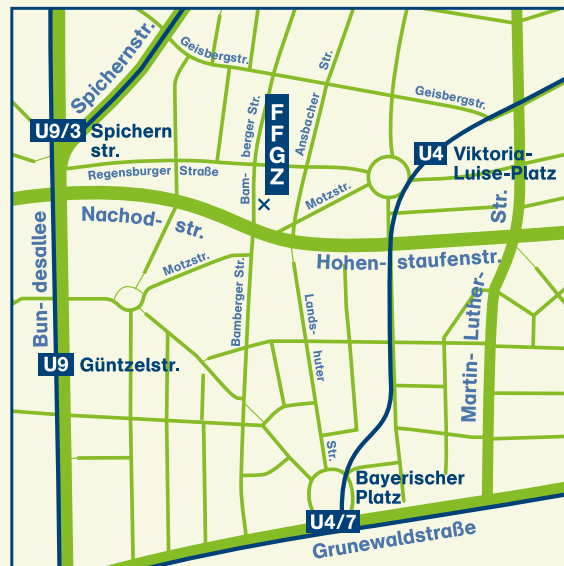 Spichernstr.
Geisbergstr.
Str.
Ansbacher
Geisbergstr.
FFGZ
berger Str.
Bam-
U9/3 Spichern
str.
U4 Viktoria-
Luise-Platz
Regensburger Straße
Motzstr.
Str.
Nachod- str.
Hohen- staufenstr.
Motzstr.
Bun- desallee
Bamberger Str.
Lands-
huter
Str.
Martin- Luther-
U9 Güntzelstr.
Bayerischer
Platz
U4/7
Grunewaldstraße